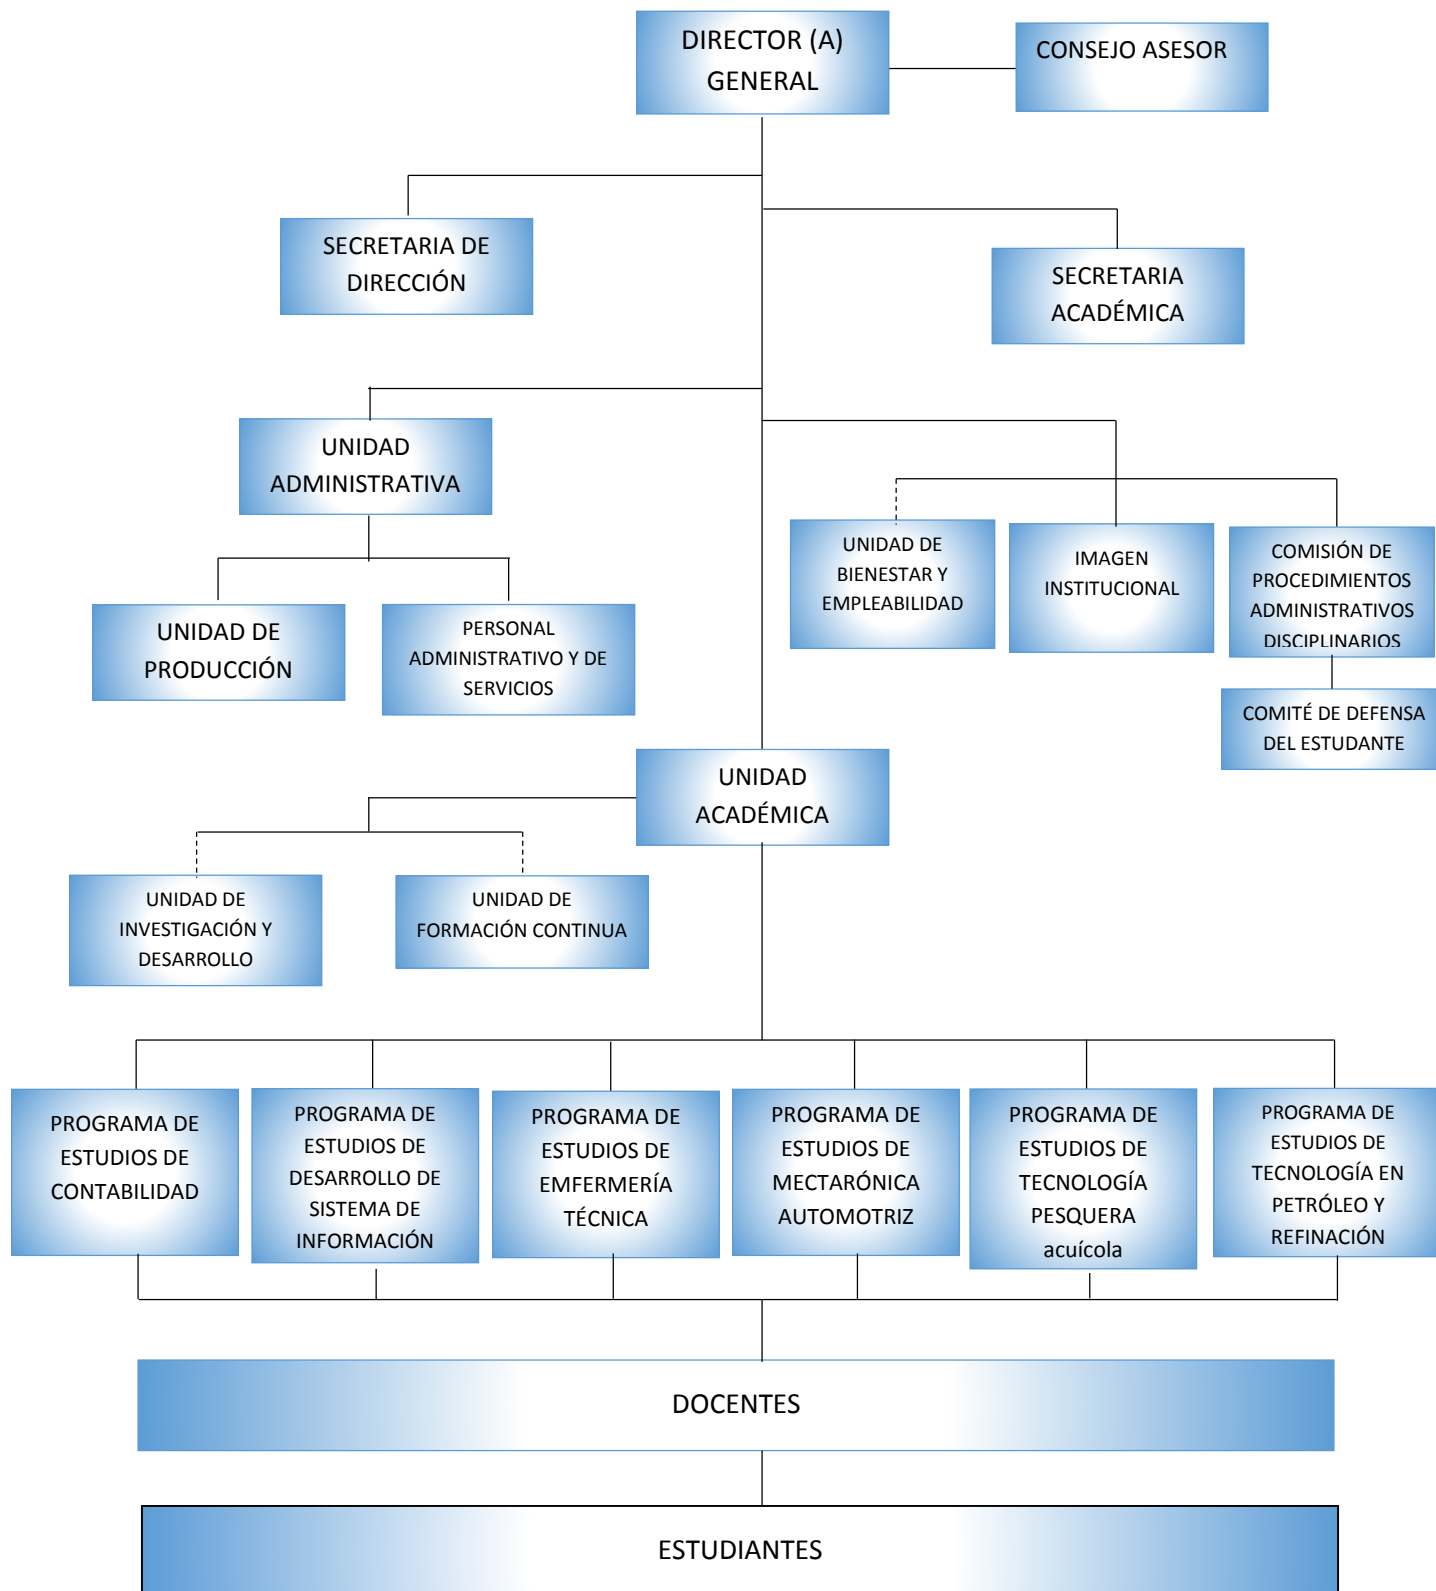 DIRECTOR (A)
GENERAL
CONSEJO ASESOR
SECRETARIA DE
DIRECCIÓN
SECRETARIA
ACADÉMICA
UNIDAD
ADMINISTRATIVA
UNIDAD DE
BIENESTAR Y
EMPLEABILIDAD
IMAGEN
INSTITUCIONAL
COMISIÓN DE
PROCEDIMIENTOS
ADMINISTRATIVOS
DISCIPLINARIOS
UNIDAD DE
PRODUCCIÓN
PERSONAL
ADMINISTRATIVO Y DE
SERVICIOS
COMITÉ DE DEFENSA
DEL ESTUDANTE
UNIDAD
ACADÉMICA
UNIDAD DE
INVESTIGACIÓN Y
DESARROLLO
UNIDAD DE
FORMACIÓN CONTINUA
PROGRAMA DE
ESTUDIOS DE
CONTABILIDAD
PROGRAMA DE
ESTUDIOS DE
DESARROLLO DE
SISTEMA DE
INFORMACIÓN
PROGRAMA DE
ESTUDIOS DE
EMFERMERÍA
TÉCNICA
PROGRAMA DE
ESTUDIOS DE
MECTARÓNICA
AUTOMOTRIZ
PROGRAMA DE
ESTUDIOS DE
TECNOLOGÍA
PESQUERA
acuícola
PROGRAMA DE
ESTUDIOS DE
TECNOLOGÍA EN
PETRÓLEO Y
REFINACIÓN
DOCENTES
ESTUDIANTES